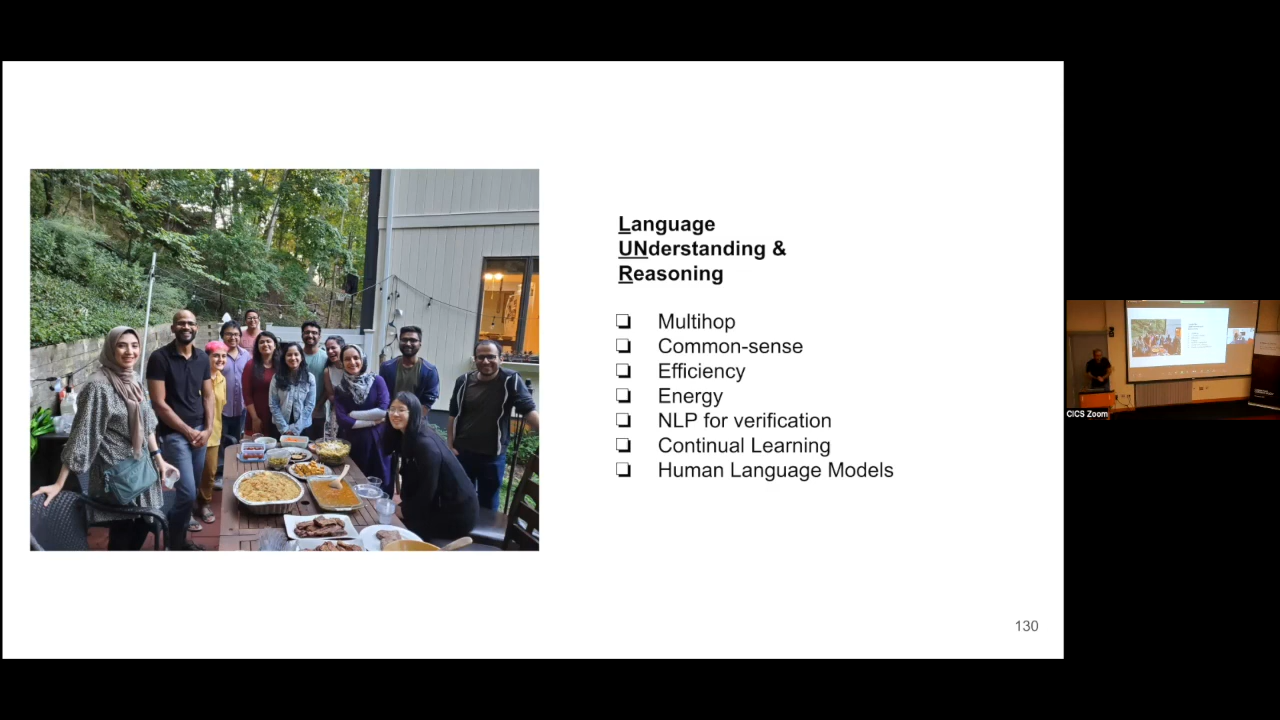 Language
UNderstanding &
Reasoning
❏ Multihop
❏ Common-sense
❏ Efficiency
❏ Energy
❏ NLP for verification
❏ Continual Learning
❏ Human Language Models
130
CICS Zoom